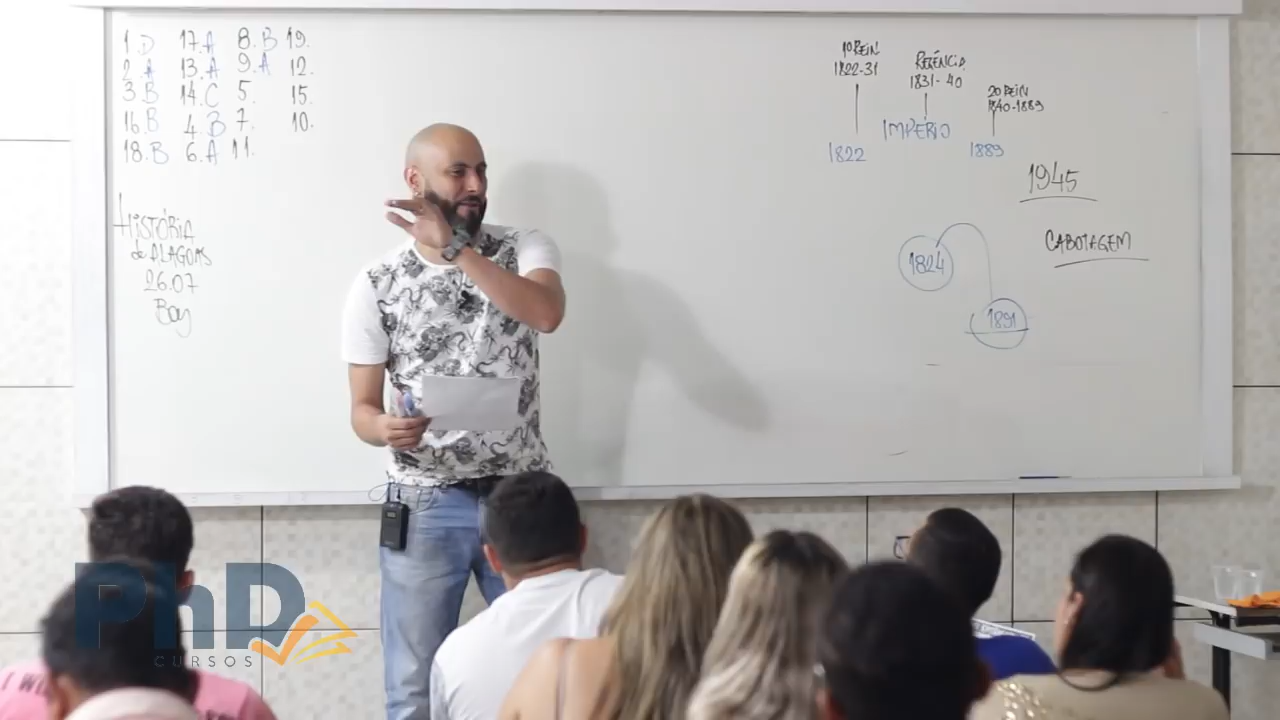 1. D 17. A 8. B 19.
2. A 13. A 9. A 12.
3. B 14. C 5. 15.
16. B 4. B 7. 10.
18. B 6. A 11.
HISTÓRIA
de ALAGOAS
26.07
Boy
1º REIN
1822-31
REGÊNCIA
1831-40
2º REIN
1840-1889
IMPÉRIO
1822
1889
1945
CABOTAGEM
1824
1891
PhD
CURSOS